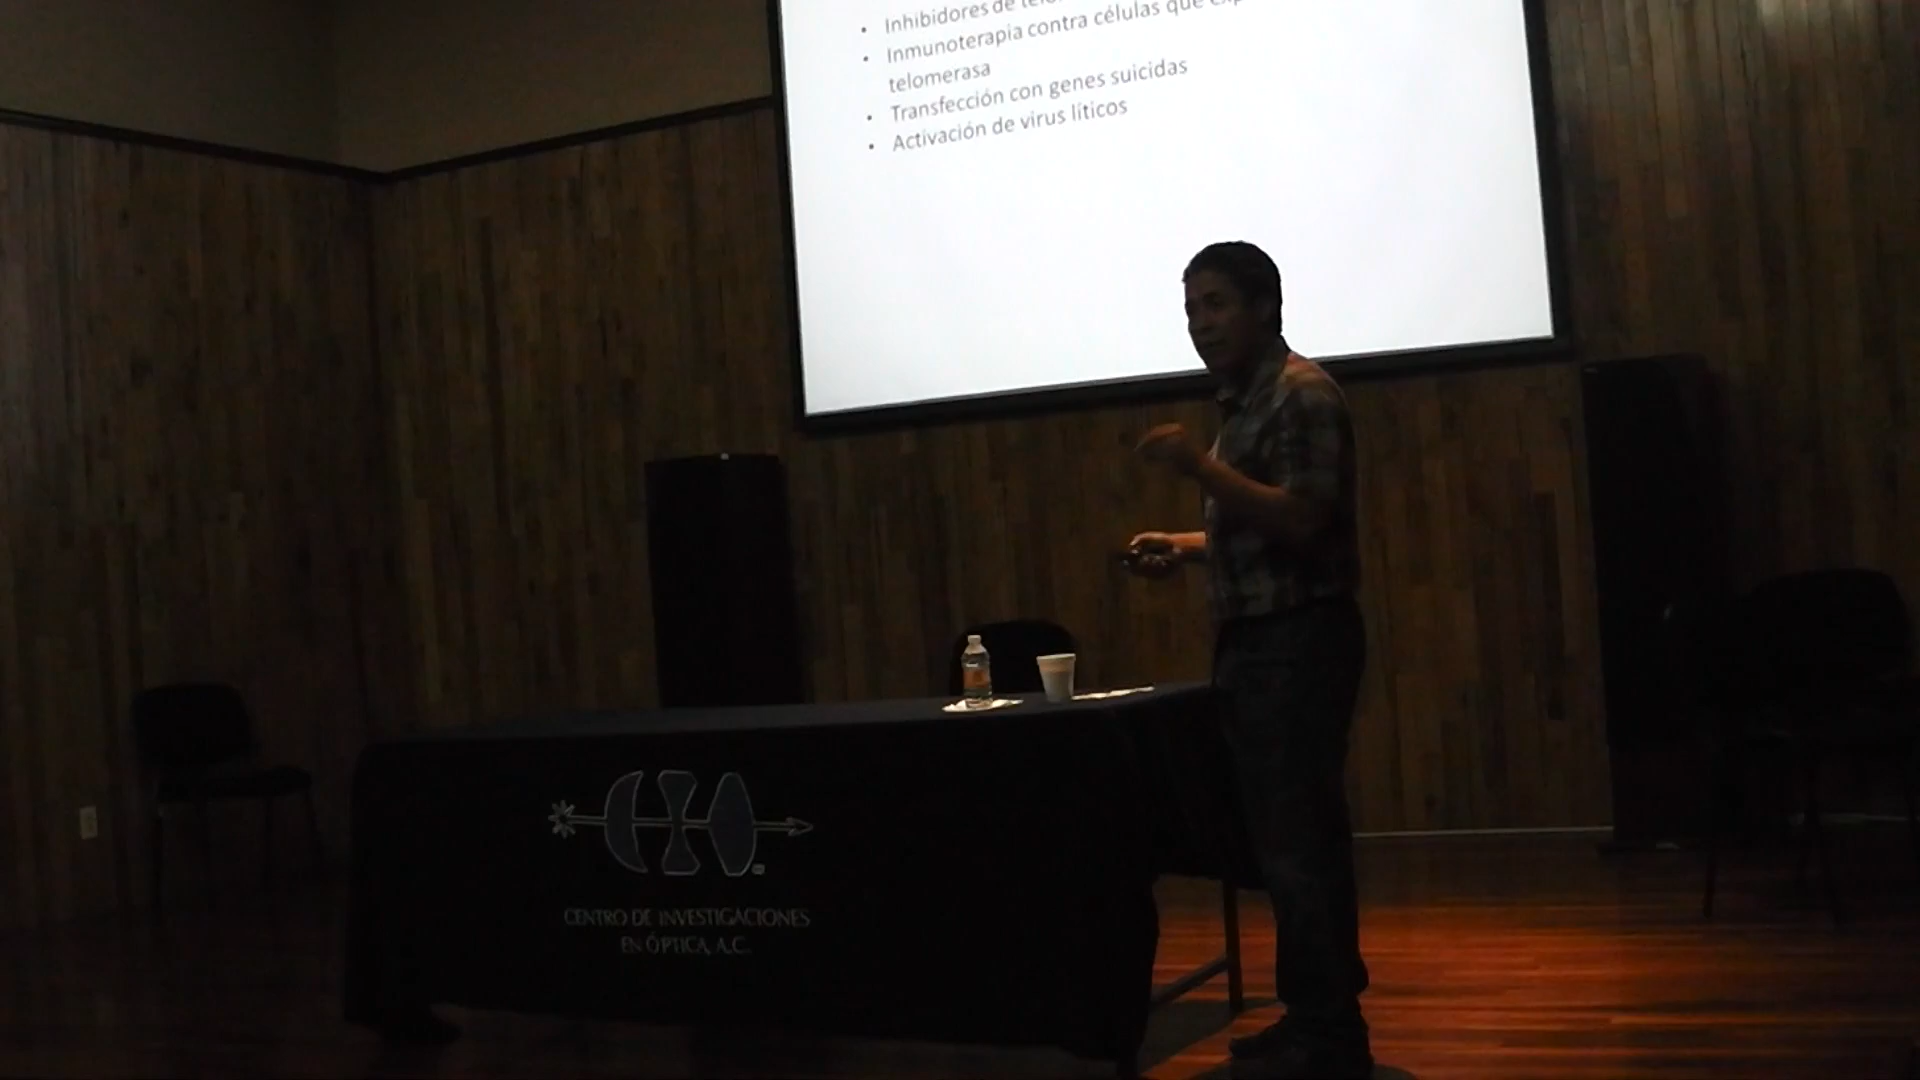 • Inhibidores de
• Inmunoterapia contra células que
telomerasa
• Transfección con genes suicidas
• Activación de virus líticos
CENTRO DE INVESTIGACIONES
EN ÓPTICA, A.C.